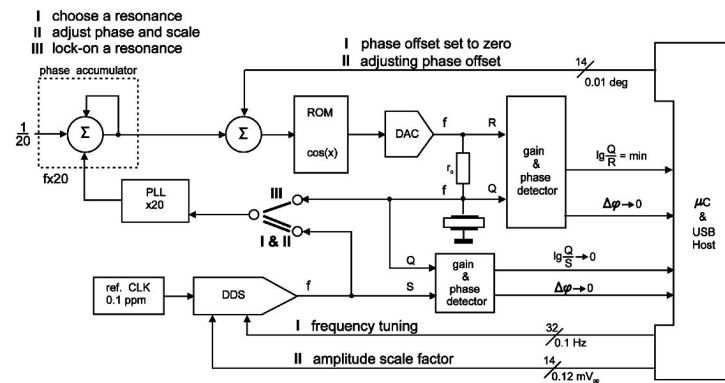 I choose a resonance
II adjust phase and scale
III lock-on a resonance
phase accumulator
I phase offset set to zero
II adjusting phase offset
14
0.01 deg
1
20
Σ
Σ
ROM
cos(x)
DAC
f
R
r₀
f
Q
gain
&
phase
detector
lg Q/R = min
Δφ→0
μC
&
USB
Host
fx20
PLL
x20
III
I & II
Q
S
gain
&
phase
detector
lg Q/S → 0
Δφ→0
ref. CLK
0.1 ppm
DDS
f
I frequency tuning
32
0.1 Hz
II amplitude scale factor
14
0.12 mVpp